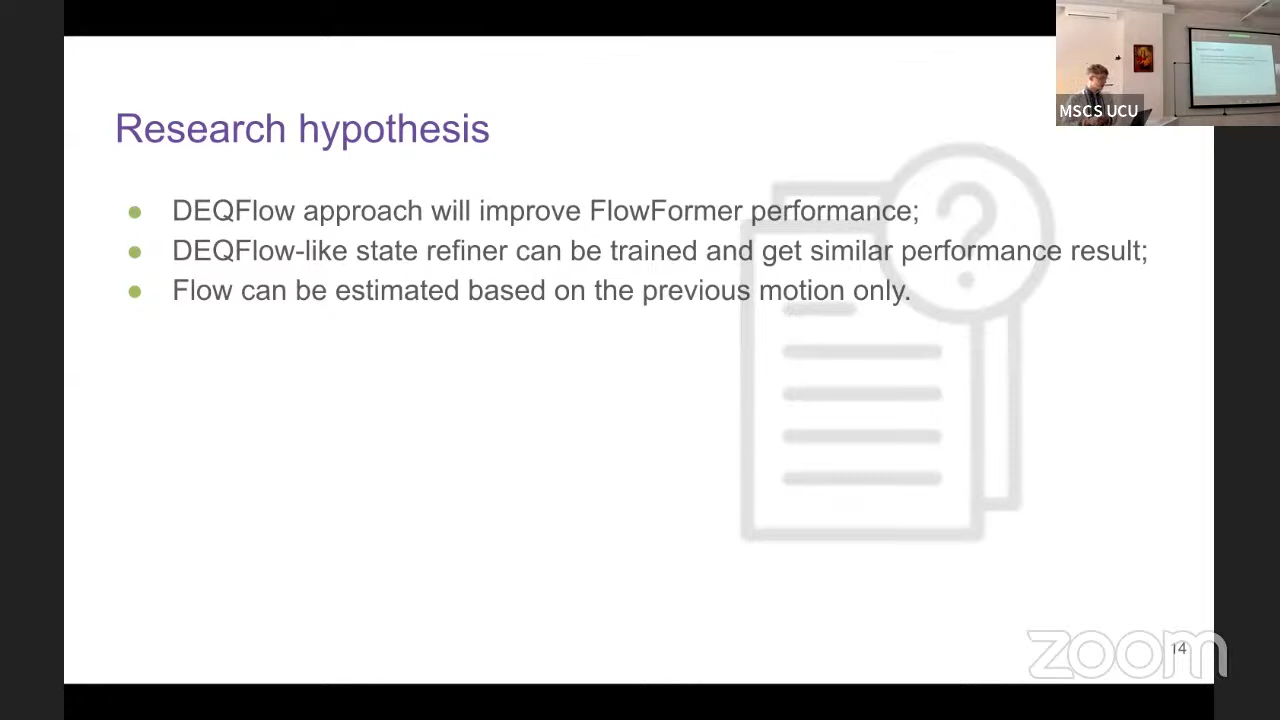 MSCS UCU
Research hypothesis
● DEQFlow approach will improve FlowFormer performance;
● DEQFlow-like state refiner can be trained and get similar performance result;
● Flow can be estimated based on the previous motion only.
?
14
zoom